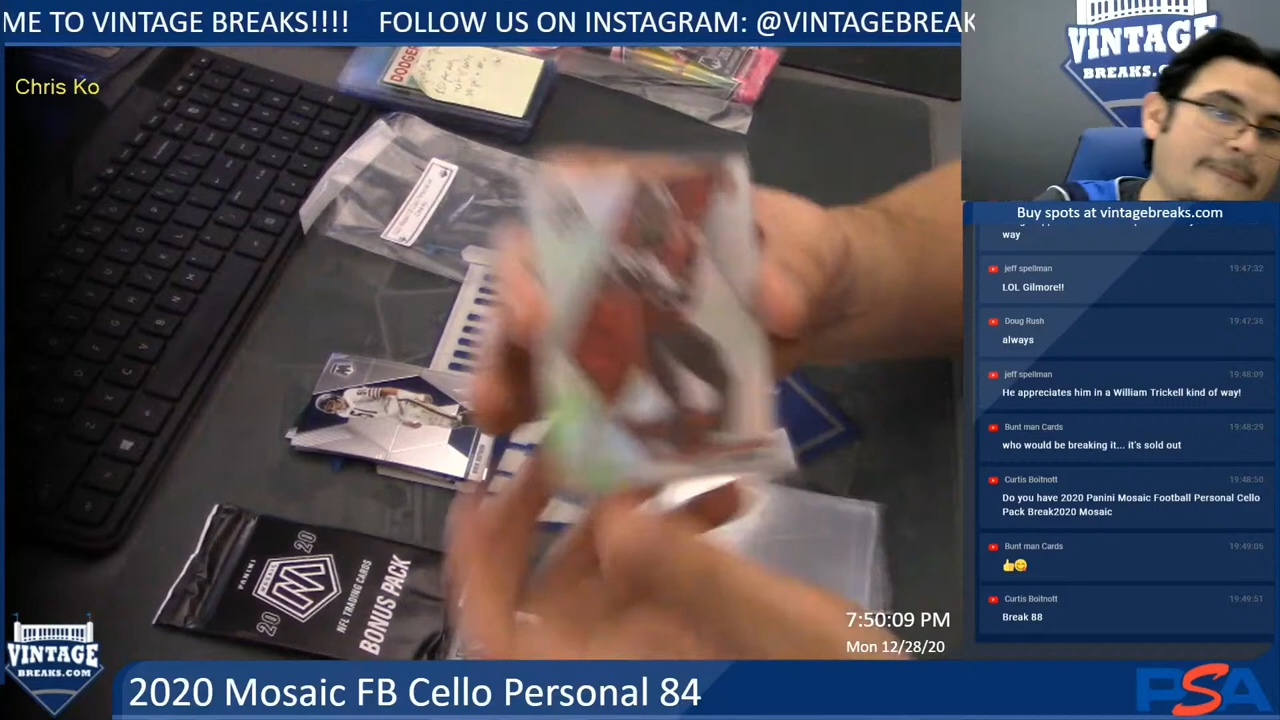 ME TO VINTAGE BREAKS!!!! FOLLOW US ON INSTAGRAM: @VINTAGEBREAK
Chris Ko
DODGERS
VINTAGE
BREAKS.C
Buy spots at vintagebreaks.com
way
jeff spellman 19:47:32
LOL Gilmore!!
Doug Rush 19:47:36
always
jeff spellman 19:48:09
He appreciates him in a William Trickell kind of way!
Bunt man Cards 19:48:29
who would be breaking it... it's sold out
Curtis Boitnott 19:48:50
Do you have 2020 Panini Mosaic Football Personal Cello
Pack Break2020 Mosaic
Bunt man Cards 19:49:06
👍😋
Curtis Boitnott 19:49:51
Break 88
20 20
PANINI
MOSAIC
NFL TRADING CARDS
BONUS PACK
7:50:09 PM
Mon 12/28/20
VINTAGE
BREAKS.COM
2020 Mosaic FB Cello Personal 84
PSA